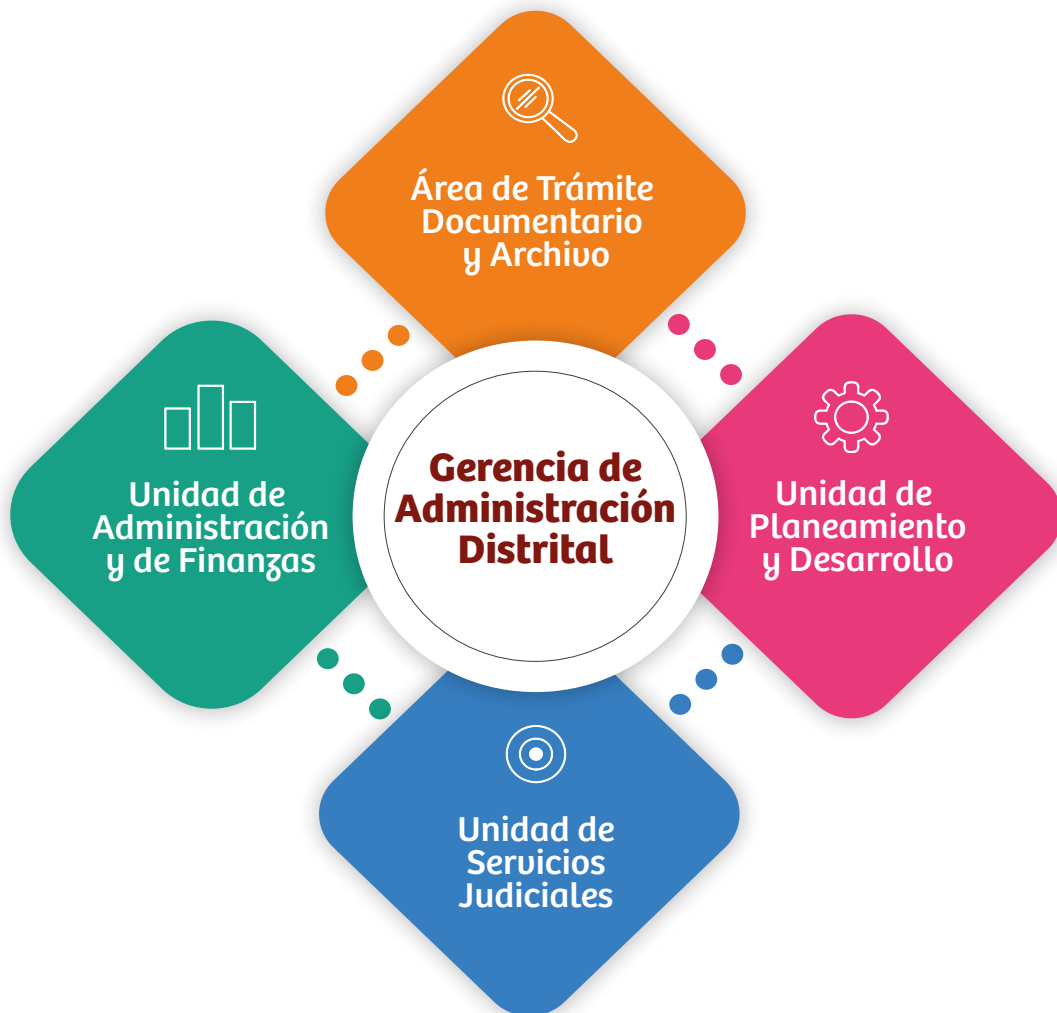 Área de Trámite
Documentario
y Archivo
Unidad de
Administración
y de Finanzas
Gerencia de
Administración
Distrital
Unidad de
Planeamiento
y Desarrollo
Unidad de
Servicios
Judiciales